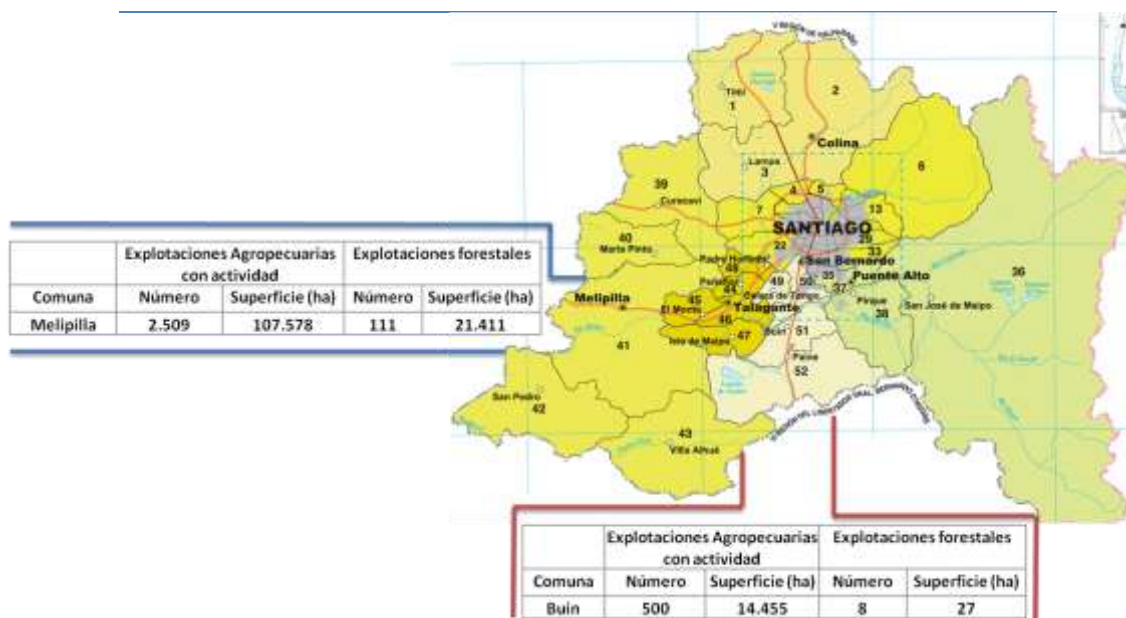 V REGIÓN DE VALPARAÍSO
Tiltil
1
2
Colina
Lampa
3
6
39
Curacaví
4
5
7
13
SANTIAGO
40
María Pinto
22
29
33
Padre Hurtado
48
San Bernardo
Peñaflor
44
49
50
35
Puente Alto
37
36
Calera de Tango
Pirque
38
San José de Maipo
Melipilla
45
El Monte
Talagante
46
41
Isla de Maipo
47
Buin
51
Paine
52
San Pedro
42
43
Villa Alhué
Explotaciones Agropecuarias con actividad Explotaciones forestales
Comuna Número Superficie (ha) Número Superficie (ha)
Melipilla 2.509 107.578 111 21.411
Explotaciones Agropecuarias con actividad Explotaciones forestales
Comuna Número Superficie (ha) Número Superficie (ha)
Buin 500 14.455 8 27